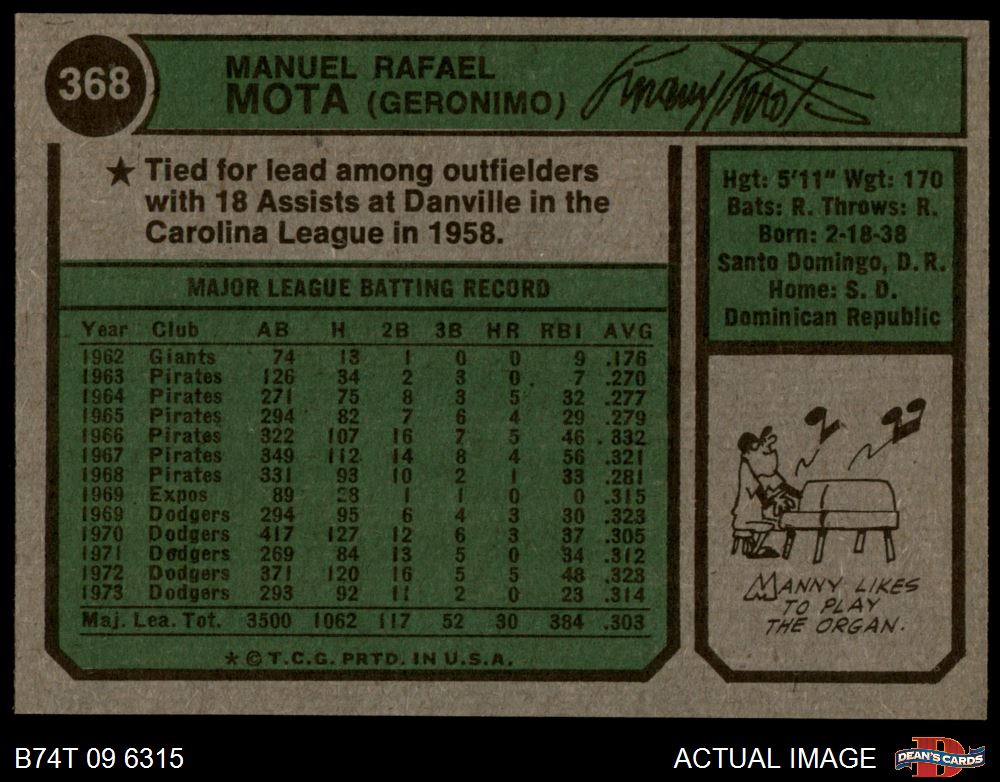 368
MANUEL RAFAEL
MOTA (GERONIMO)
Manny Mota
★ Tied for lead among outfielders
with 18 Assists at Danville in the
Carolina League in 1958.
MAJOR LEAGUE BATTING RECORD
Year Club AB H 2B 3B HR RBI AVG
1962 Giants 74 13 1 0 0 9 .176
1963 Pirates 126 34 2 3 0 7 .270
1964 Pirates 271 75 8 3 5 32 .277
1965 Pirates 294 82 7 6 4 29 .279
1966 Pirates 322 107 16 7 5 46 .332
1967 Pirates 349 112 14 8 4 56 .321
1968 Pirates 331 93 10 2 1 33 .281
1969 Expos 89 28 1 1 0 0 .315
1969 Dodgers 294 95 6 4 3 30 .323
1970 Dodgers 417 127 12 6 3 37 .305
1971 Dodgers 269 84 13 5 0 34 .312
1972 Dodgers 371 120 16 5 5 48 .323
1973 Dodgers 293 92 11 2 0 23 .314
Maj. Lea. Tot. 3500 1062 117 52 30 384 .303
★ © T.C.G. PRTD. IN U.S.A.
Hgt: 5'11" Wgt: 170
Bats: R. Throws: R.
Born: 2-18-38
Santo Domingo, D.R.
Home: S. D.
Dominican Republic
MANNY LIKES
TO PLAY
THE ORGAN.
B74T 09 6315
ACTUAL IMAGE
D
DEAN'S CARDS